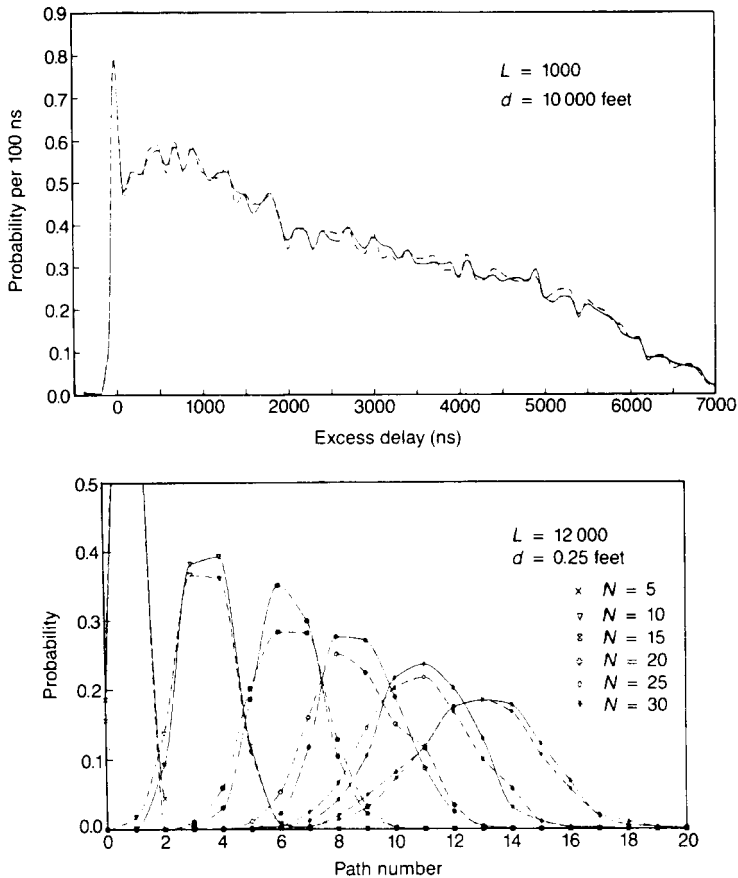 0.9
0.8
0.7
0.6
0.5
0.4
0.3
0.2
0.1
0.0
Probability per 100 ns
L = 1000
d = 10 000 feet
0 1000 2000 3000 4000 5000 6000 7000
Excess delay (ns)
0.5
0.4
0.3
0.2
0.1
0.0
Probability
L = 12 000
d = 0.25 feet
N = 5
N = 10
N = 15
N = 20
N = 25
N = 30
0 2 4 6 8 10 12 14 16 18 20
Path number